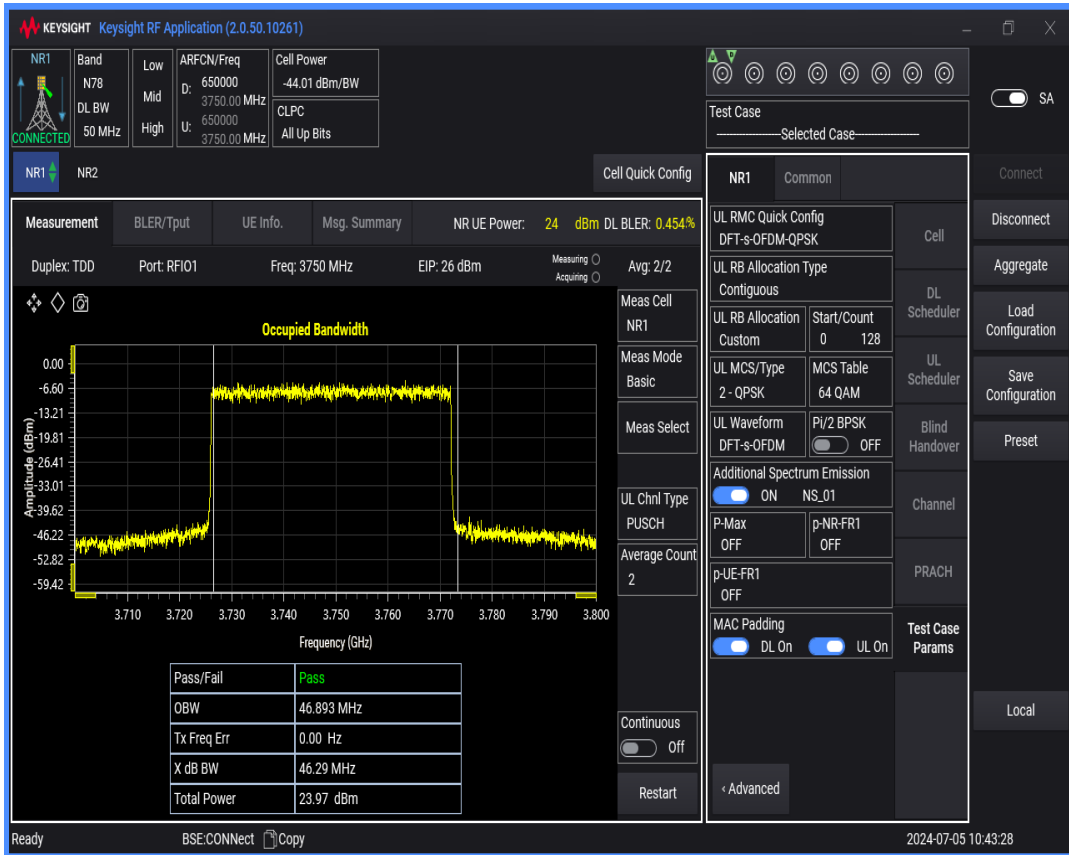 KEYSIGHT Keysight RF Application (2.0.50.10261)
NR1
CONNECTED
Band
N78
DL BW
50 MHz
Low
Mid
High
ARFCN/Freq
D: 650000
3750.00 MHz
U: 650000
3750.00 MHz
Cell Power
-44.01 dBm/BW
CLPC
All Up Bits
Test Case
Selected Case
SA
NR1
NR2
Cell Quick Config
Measurement
BLER/Tput
UE Info.
Msg. Summary
NR UE Power: 24 dBm DL BLER: 0.454%
Duplex: TDD
Port: RFIO1
Freq: 3750 MHz
EIP: 26 dBm
Measuring
Acquiring
Avg: 2/2
Occupied Bandwidth
Amplitude (dBm)
0.00
-6.60
-13.21
-19.81
-26.41
-33.01
-39.62
-46.22
-52.82
-59.42
3.710 3.720 3.730 3.740 3.750 3.760 3.770 3.780 3.790 3.800
Frequency (GHz)
Pass/Fail Pass
OBW 46.893 MHz
Tx Freq Err 0.00 Hz
X dB BW 46.29 MHz
Total Power 23.97 dBm
Meas Cell
NR1
Meas Mode
Basic
Meas Select
UL Chnl Type
PUSCH
Average Count
2
Continuous
Off
Restart
NR1
Common
UL RMC Quick Config
DFT-s-OFDM-QPSK
UL RB Allocation Type
Contiguous
UL RB Allocation
Custom
Start/Count
0 128
UL MCS/Type
2 - QPSK
MCS Table
64 QAM
UL Waveform
DFT-s-OFDM
Pi/2 BPSK
OFF
Additional Spectrum Emission
ON NS_01
P-Max
OFF
p-NR-FR1
OFF
p-UE-FR1
OFF
MAC Padding
DL On UL On
‹ Advanced
Cell
DL
Scheduler
UL
Scheduler
Blind
Handover
Channel
PRACH
Test Case
Params
Connect
Disconnect
Aggregate
Load
Configuration
Save
Configuration
Preset
Local
Ready
BSE:CONNect
Copy
2024-07-05 10:43:28